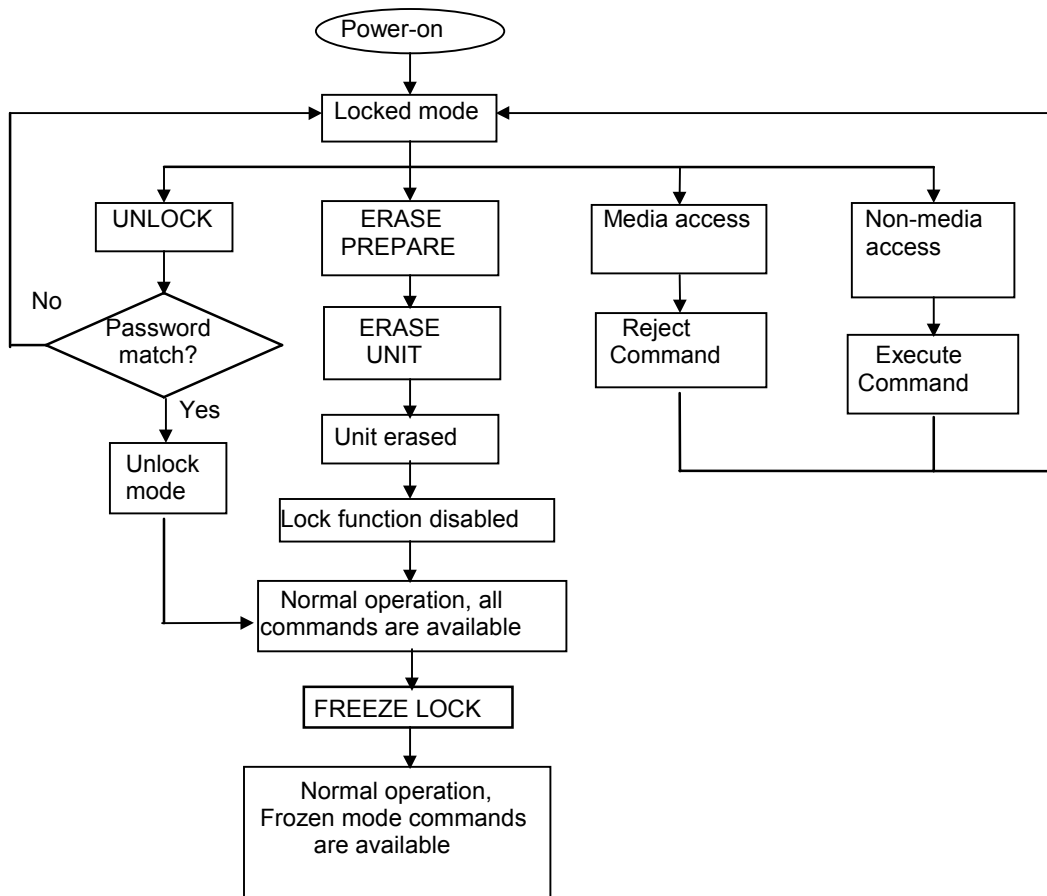 Power-on
Locked mode
UNLOCK
ERASE
PREPARE
Media access
Non-media
access
No
Password
match?
ERASE
UNIT
Reject
Command
Execute
Command
Yes
Unlock
mode
Unit erased
Lock function disabled
Normal operation, all
commands are available
FREEZE LOCK
Normal operation,
Frozen mode commands
are available